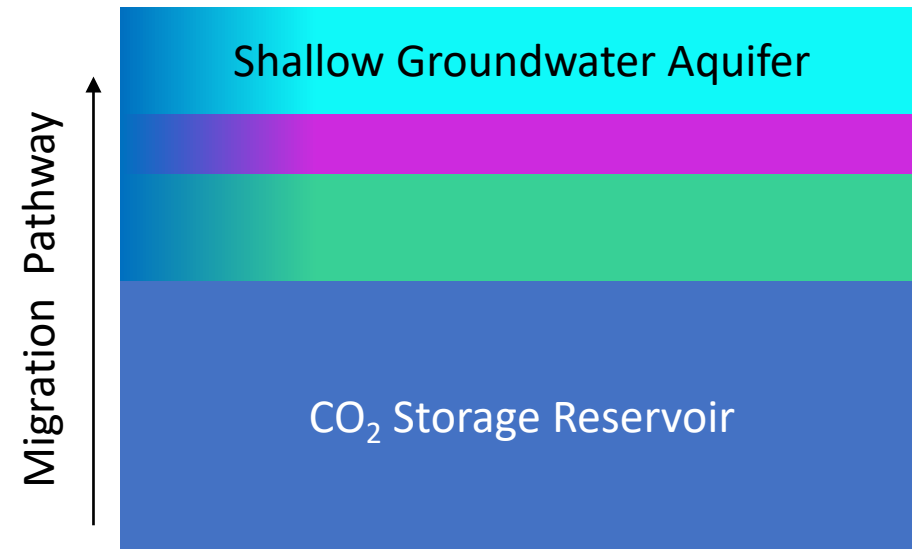 Shallow Groundwater Aquifer
Migration Pathway
CO₂ Storage Reservoir